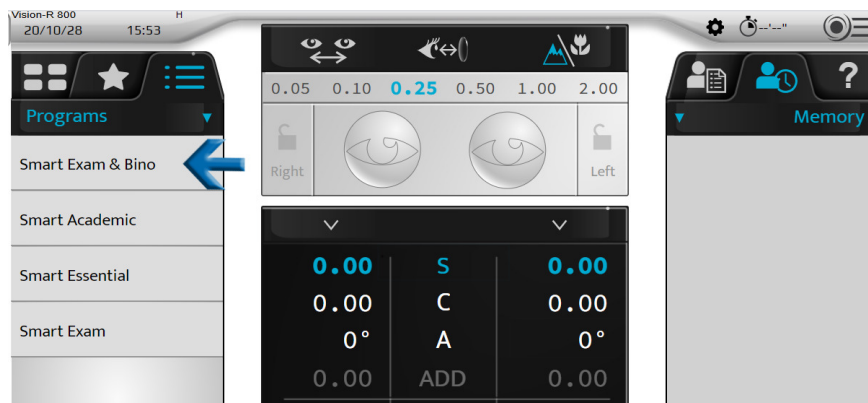 Vision-R 800
H
20/10/28 15:53
--'--"
?
Programs
Memory
Smart Exam & Bino
Smart Academic
Smart Essential
Smart Exam
0.05 0.10 0.25 0.50 1.00 2.00
Right
Left
0.00 S 0.00
0.00 C 0.00
0° A 0°
0.00 ADD 0.00